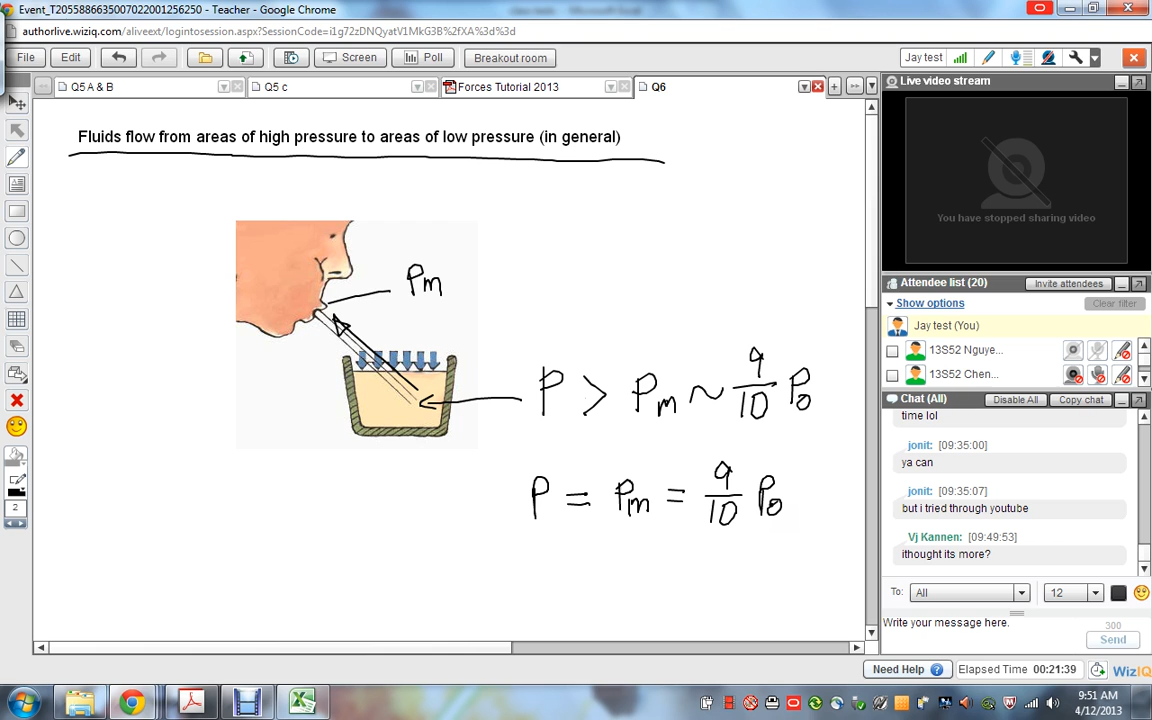 Event_T2055886635007022001256250 - Teacher - Google Chrome
authorlive.wiziq.com/aliveext/logintosession.aspx?SessionCode=i1g72zDNQyatV1MkG3B%2fXA%3d%3d
File Edit Screen Poll Breakout room Jay test
Q5 A & B Q5 c Forces Tutorial 2013 Q6
Fluids flow from areas of high pressure to areas of low pressure (in general)
Pm
P > Pm ~ 9/10 Po
P = Pm = 9/10 Po
2
Live video stream
You have stopped sharing video
Attendee list (20) Invite attendees
Show options Clear filter
Jay test (You)
13S52 Nguye...
13S52 Chen...
Chat (All) Disable All Copy chat
time lol
jonit: [09:35:00]
ya can
jonit: [09:35:07]
but i tried through youtube
Vj Kannen: [09:49:53]
ithought its more?
To: All 12
Write your message here.
300
Send
Need Help ? Elapsed Time 00:21:39 WizIQ
9:51 AM
4/12/2013